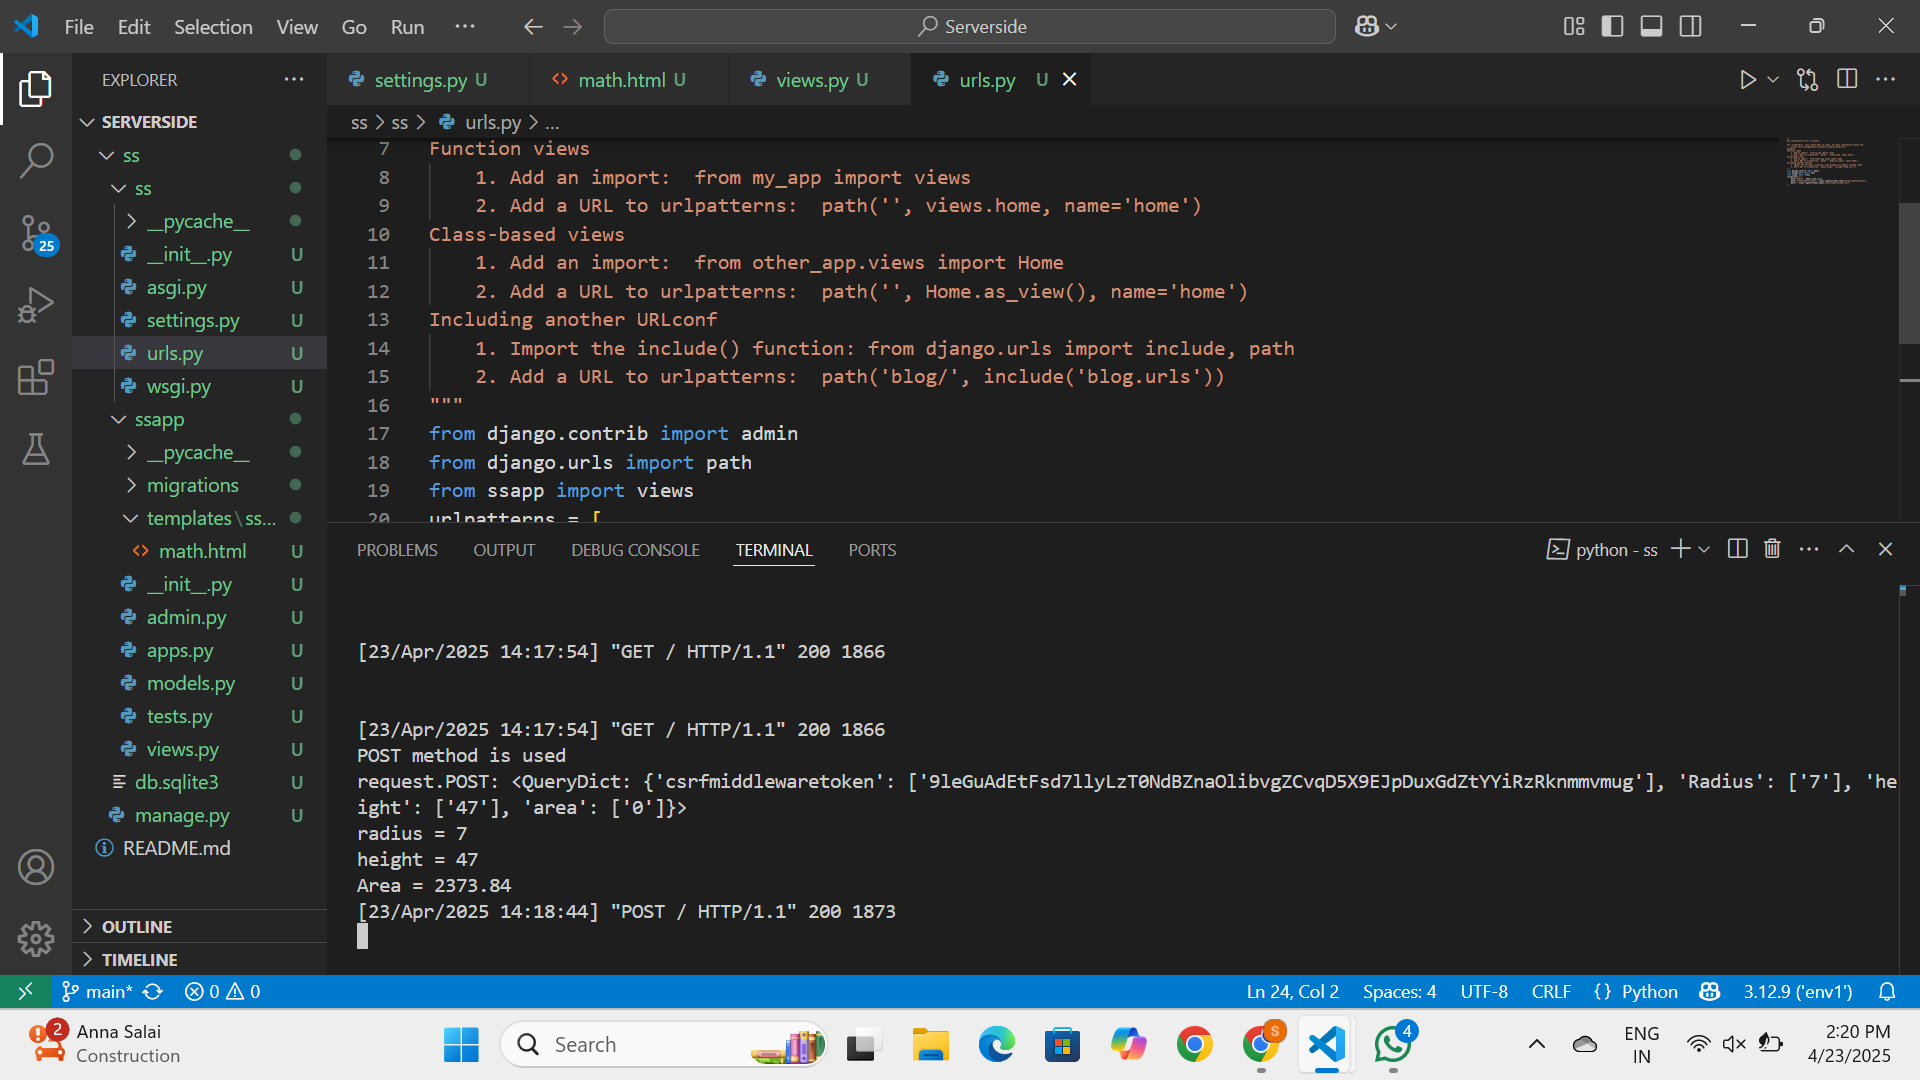 File Edit Selection View Go Run ··· Serverside
EXPLORER ···
SERVERSIDE
ss
ss
__pycache__
__init__.py U
asgi.py U
settings.py U
urls.py U
wsgi.py U
ssapp
__pycache__
migrations
templates\ss...
math.html U
__init__.py U
admin.py U
apps.py U
models.py U
tests.py U
views.py U
db.sqlite3 U
manage.py U
README.md
OUTLINE
TIMELINE
25
settings.py U math.html U views.py U urls.py U
ss > ss > urls.py > ...
7 Function views
8 1. Add an import:  from my_app import views
9 2. Add a URL to urlpatterns:  path('', views.home, name='home')
10 Class-based views
11 1. Add an import:  from other_app.views import Home
12 2. Add a URL to urlpatterns:  path('', Home.as_view(), name='home')
13 Including another URLconf
14 1. Import the include() function: from django.urls import include, path
15 2. Add a URL to urlpatterns:  path('blog/', include('blog.urls'))
16 """
17 from django.contrib import admin
18 from django.urls import path
19 from ssapp import views
20 urlpatterns = [
PROBLEMS OUTPUT DEBUG CONSOLE TERMINAL PORTS python - ss
[23/Apr/2025 14:17:54] "GET / HTTP/1.1" 200 1866
[23/Apr/2025 14:17:54] "GET / HTTP/1.1" 200 1866
POST method is used
request.POST: <QueryDict: {'csrfmiddlewaretoken': ['9leGuAdEtFsd7llyLzT0NdBZnaOlibvgZCvqD5X9EJpDuxGdZtYYiRzRknmmvmug'], 'Radius': ['7'], 'he
ight': ['47'], 'area': ['0']}>
radius = 7
height = 47
Area = 2373.84
[23/Apr/2025 14:18:44] "POST / HTTP/1.1" 200 1873
main* 0 0 Ln 24, Col 2 Spaces: 4 UTF-8 CRLF {} Python 3.12.9 ('env1')
2 Anna Salai
Construction
Search
S
4
ENG
IN
2:20 PM
4/23/2025